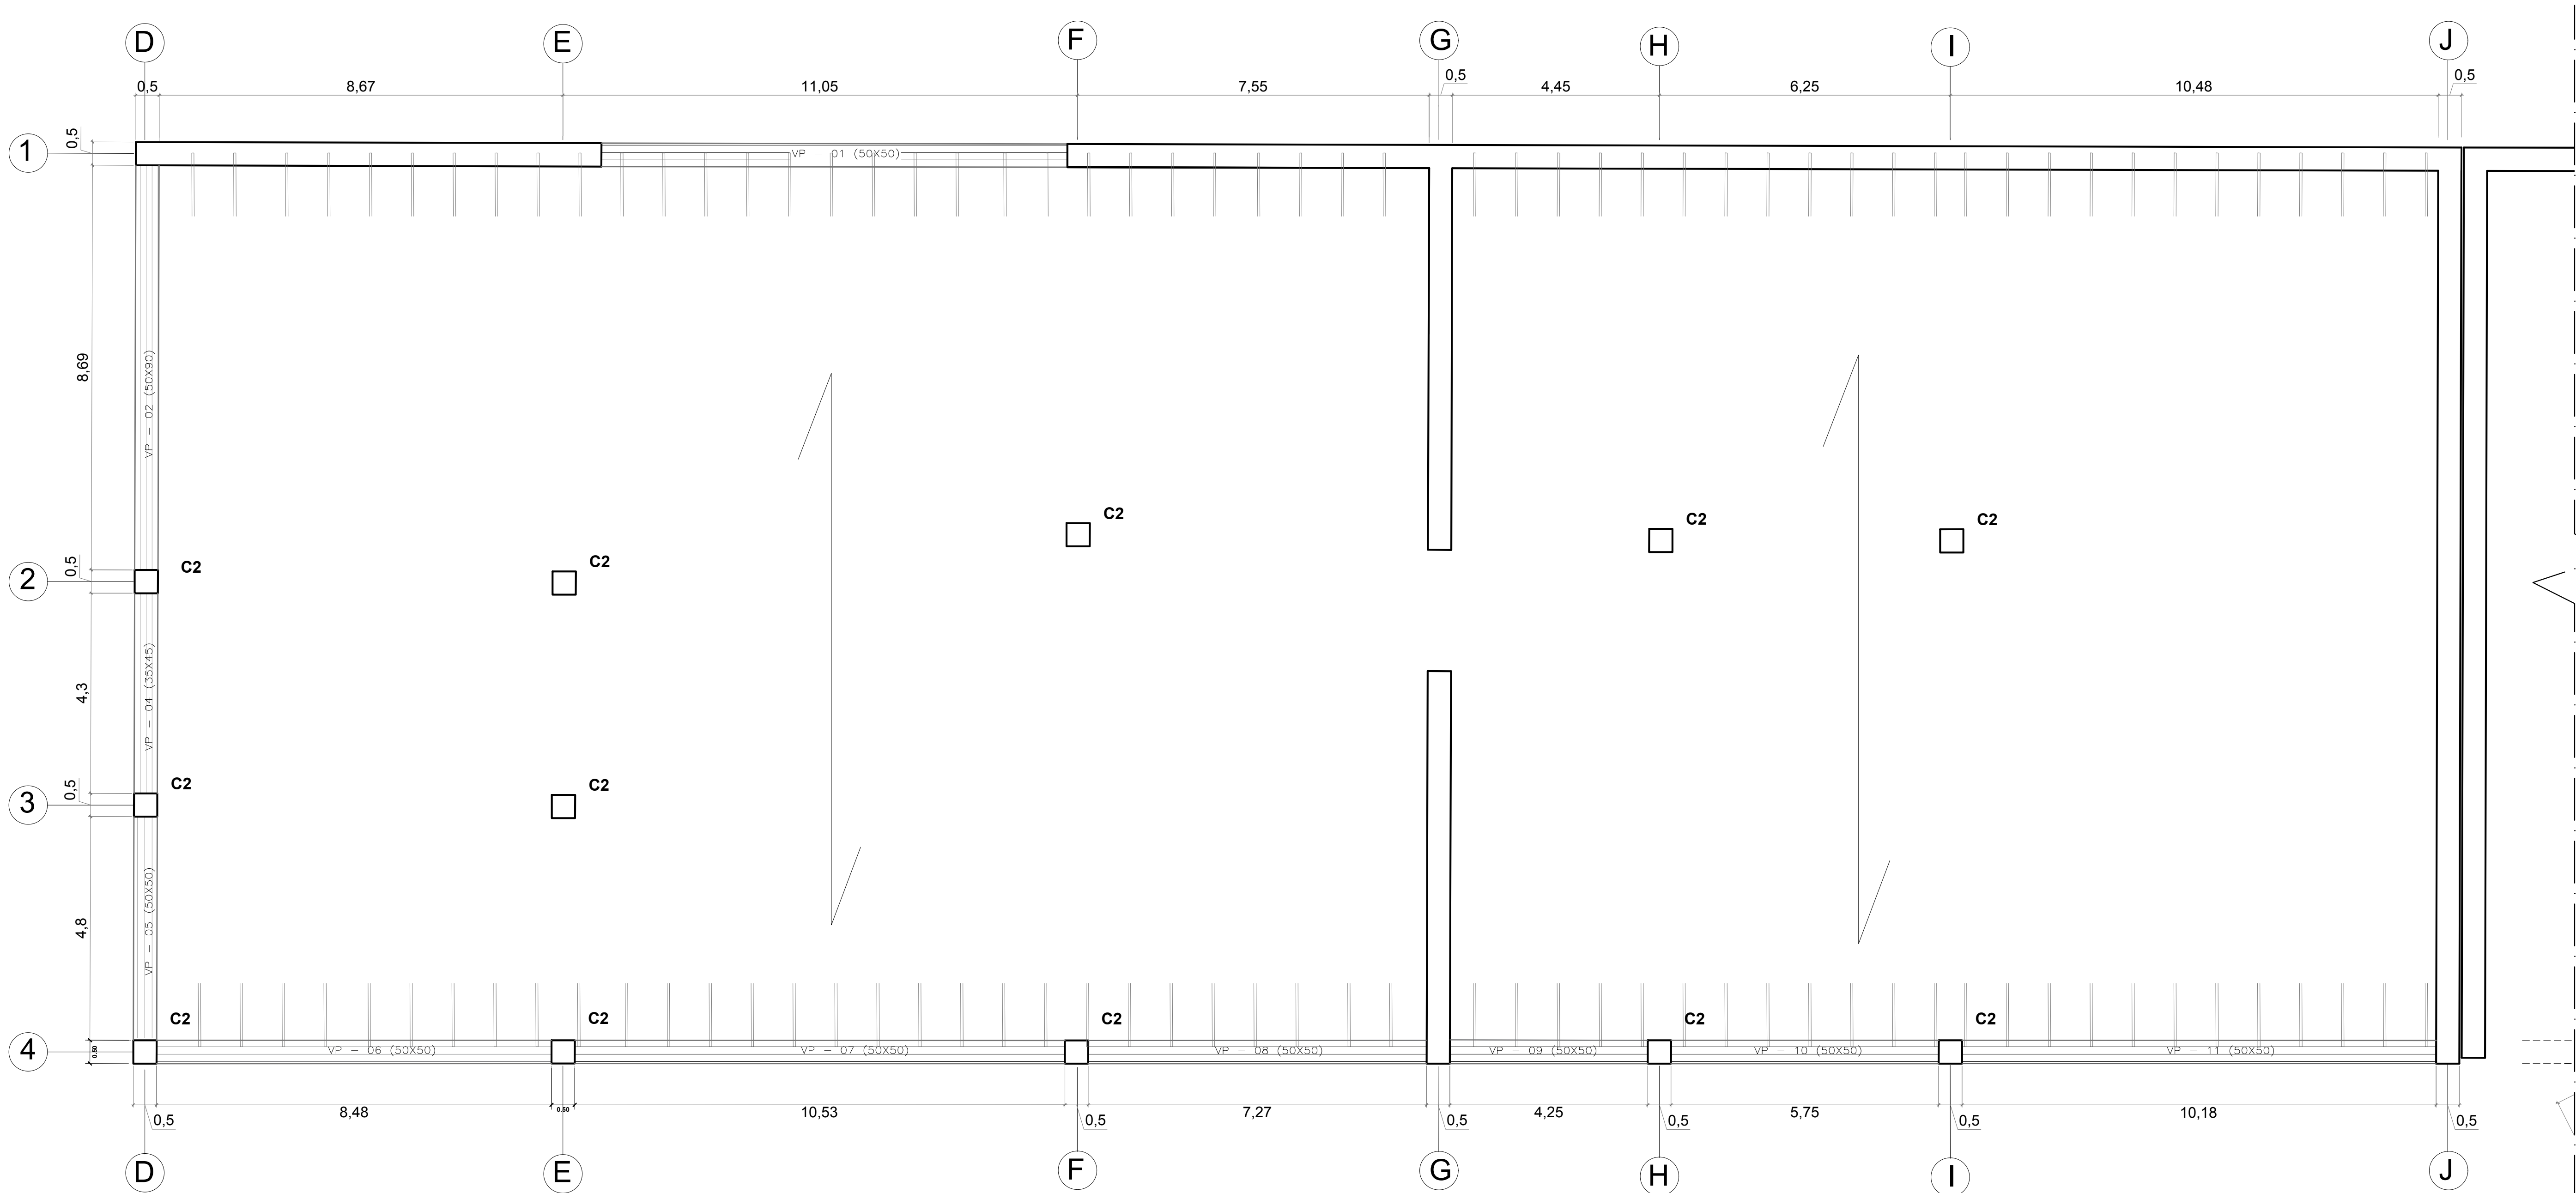 D E F G H I J
0,5 8,67 11,05 7,55 0,5 4,45 6,25 10,48 0,5
0,5
1
VP - 01 (50X50)
8,69
VP - 02 (50X90)
C2
C2 C2
0,5
2
C2
C2
4,3
VP - 04 (35X45)
0,5
3
C2
C2
4,8
VP - 05 (50X50)
C2 C2 C2 C2 C2
4
0.50
VP - 06 (50X50) VP - 07 (50X50) VP - 08 (50X50) VP - 09 (50X50) VP - 10 (50X50) VP - 11 (50X50)
0,5 8,48 0.50 10,53 0,5 7,27 0,5 4,25 0,5 5,75 0,5 10,18 0,5
D E F G H I J